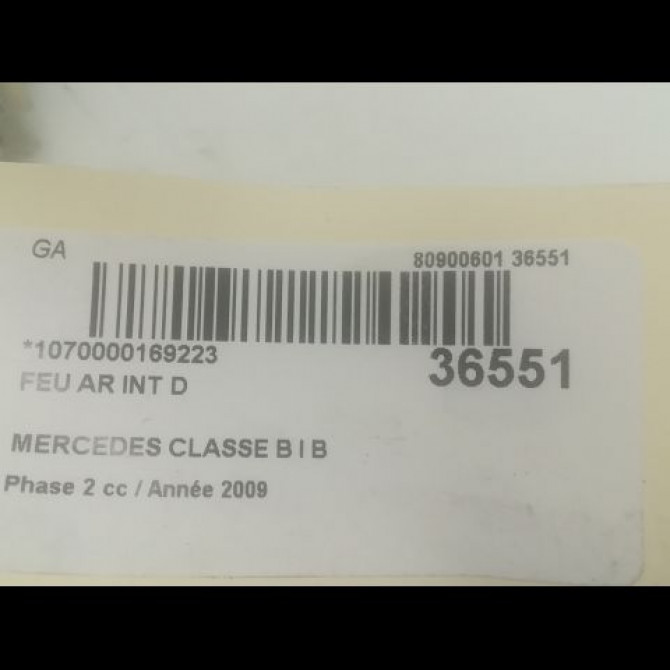 GA
80900601 36551
*1070000169223
36551
FEU AR INT D
MERCEDES CLASSE B I B
Phase 2 cc / Année 2009